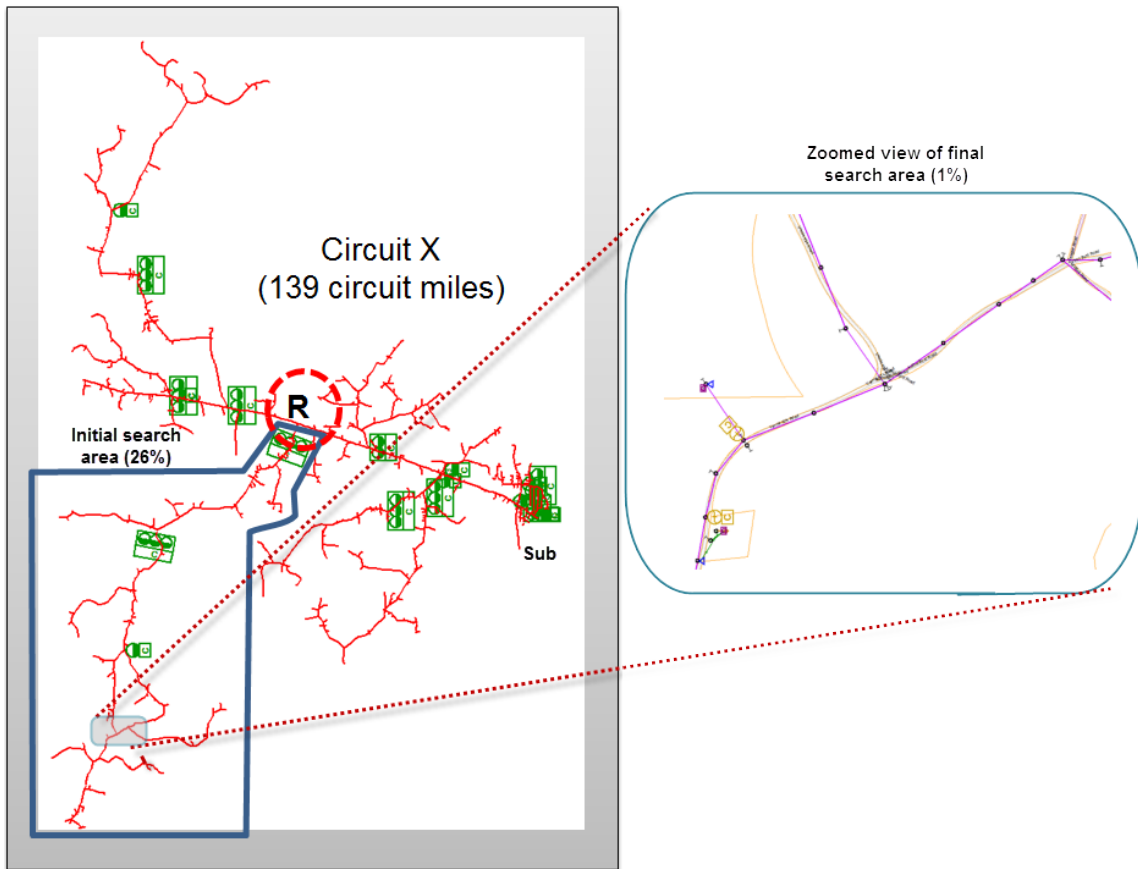 Circuit X
(139 circuit miles)
R
Initial search
area (26%)
Sub
Zoomed view of final
search area (1%)
C
C
C
C
C
C
C
C
C
C
C